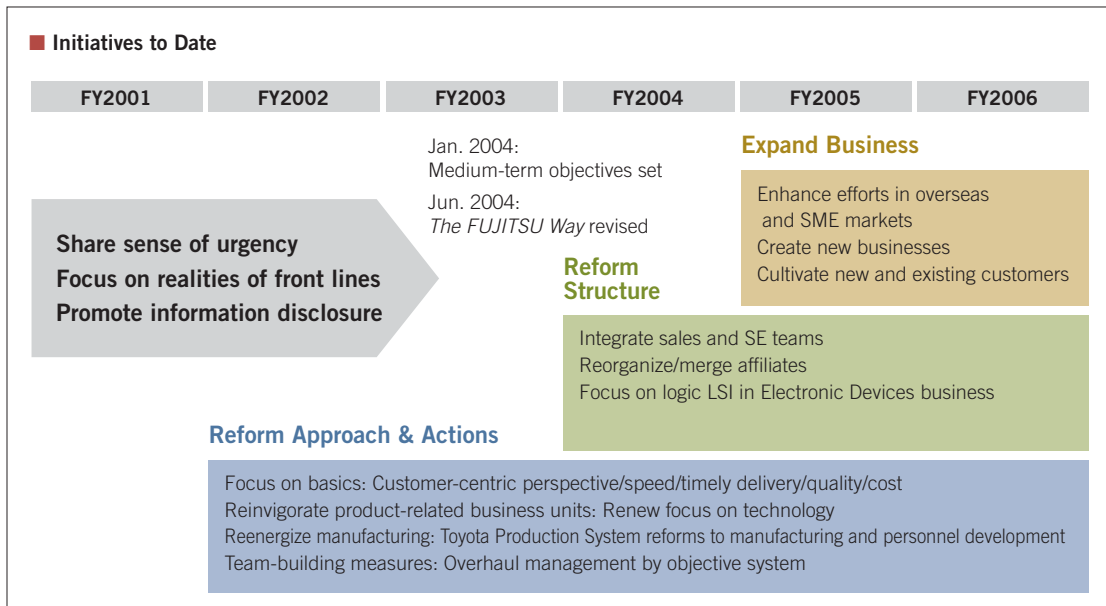 Initiatives to Date
FY2001 FY2002 FY2003 FY2004 FY2005 FY2006
Share sense of urgency
Focus on realities of front lines
Promote information disclosure
Jan. 2004:
Medium-term objectives set
Jun. 2004:
The FUJITSU Way revised
Expand Business
Enhance efforts in overseas
and SME markets
Create new businesses
Cultivate new and existing customers
Reform
Structure
Integrate sales and SE teams
Reorganize/merge affiliates
Focus on logic LSI in Electronic Devices business
Reform Approach & Actions
Focus on basics: Customer-centric perspective/speed/timely delivery/quality/cost
Reinvigorate product-related business units: Renew focus on technology
Reenergize manufacturing: Toyota Production System reforms to manufacturing and personnel development
Team-building measures: Overhaul management by objective system